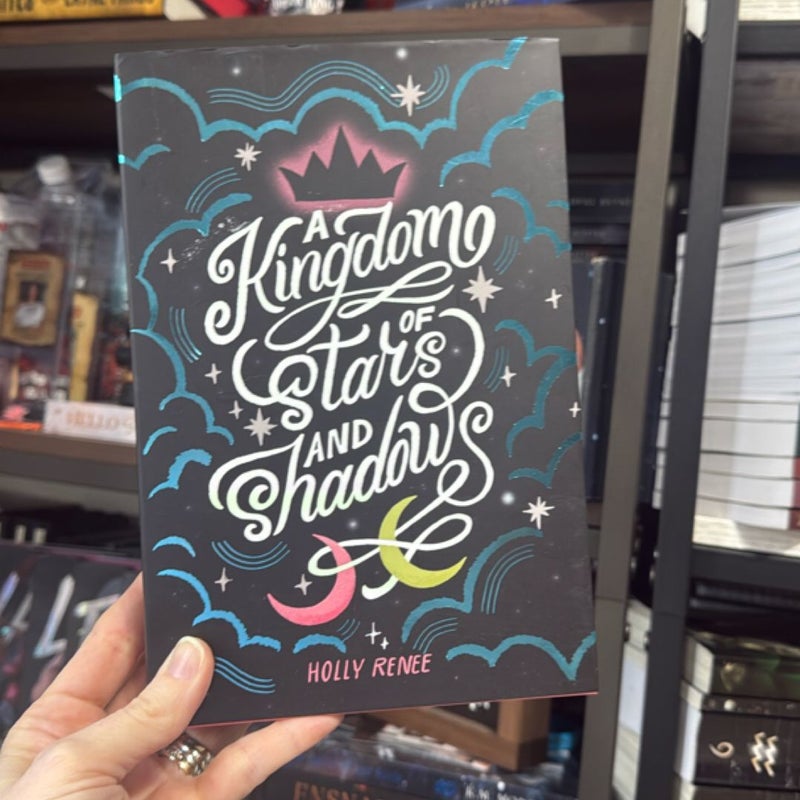 A
Kingdom
OF
Stars
AND
Shadows
HOLLY RENEE